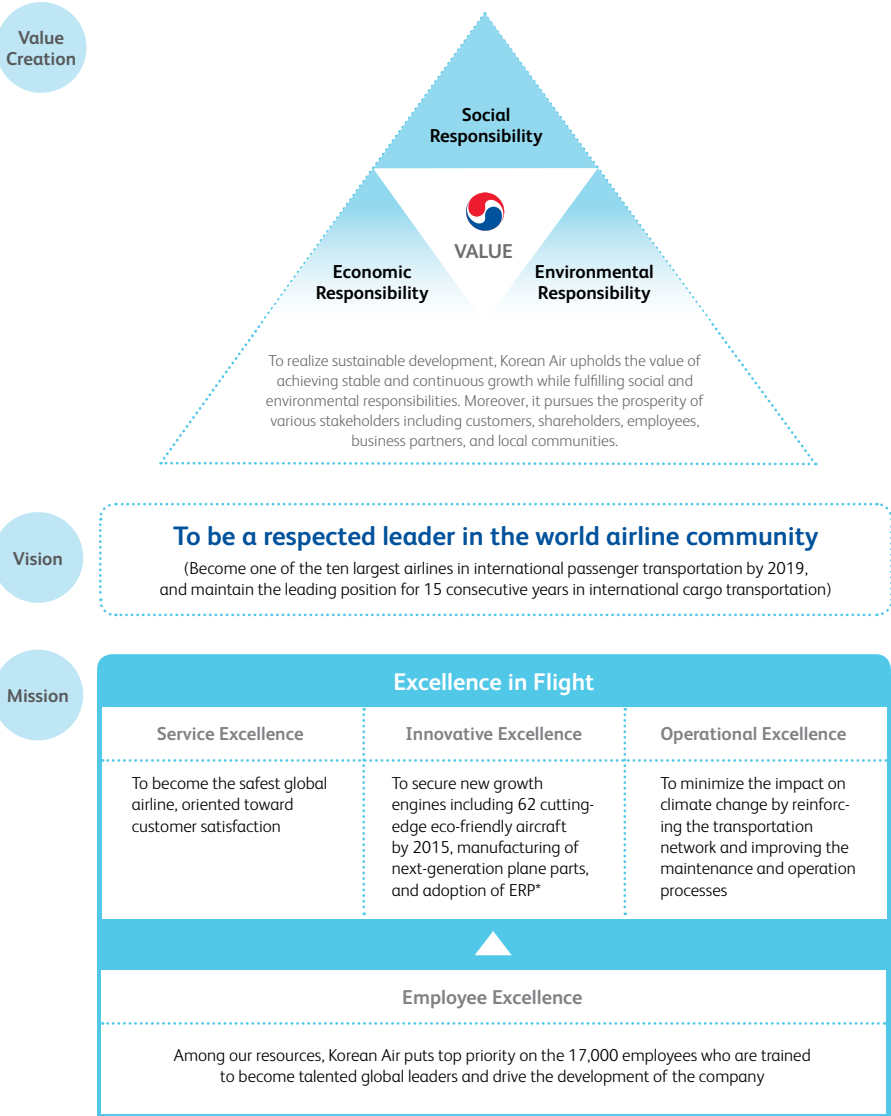 Value
Creation
Social
Responsibility
VALUE
Economic
Responsibility
Environmental
Responsibility
To realize sustainable development, Korean Air upholds the value of
achieving stable and continuous growth while fulfilling social and
environmental responsibilities. Moreover, it pursues the prosperity of
various stakeholders including customers, shareholders, employees,
business partners, and local communities.
Vision
To be a respected leader in the world airline community
(Become one of the ten largest airlines in international passenger transportation by 2019,
and maintain the leading position for 15 consecutive years in international cargo transportation)
Mission
Excellence in Flight
Service Excellence
To become the safest global
airline, oriented toward
customer satisfaction
Innovative Excellence
To secure new growth
engines including 62 cutting-
edge eco-friendly aircraft
by 2015, manufacturing of
next-generation plane parts,
and adoption of ERP*
Operational Excellence
To minimize the impact on
climate change by reinforc-
ing the transportation
network and improving the
maintenance and operation
processes
Employee Excellence
Among our resources, Korean Air puts top priority on the 17,000 employees who are trained
to become talented global leaders and drive the development of the company